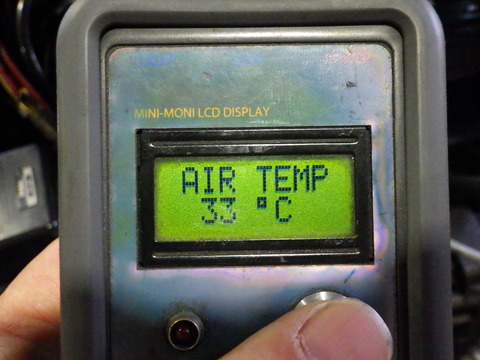 MINI-MONI LCD DISPLAY
AIR TEMP
33 °C